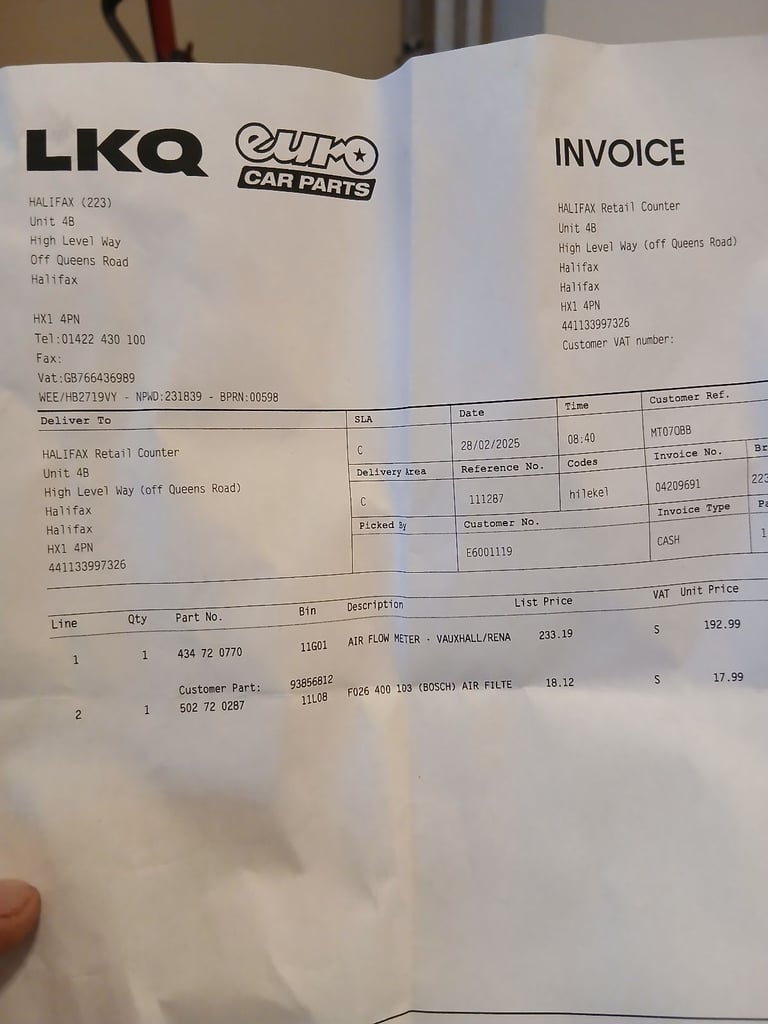 LKQ euro CAR PARTS
INVOICE
HALIFAX (223)
Unit 4B
High Level Way
Off Queens Road
Halifax
HX1 4PN
Tel:01422 430 100
Fax:
Vat:GB766436989
WEE/HB2719VY - NPWD:231839 - BPRN:00598
HALIFAX Retail Counter
Unit 4B
High Level Way (off Queens Road)
Halifax
Halifax
HX1 4PN
441133997326
Customer VAT number:
Deliver To
HALIFAX Retail Counter
Unit 4B
High Level Way (off Queens Road)
Halifax
Halifax
HX1 4PN
441133997326
SLA Date Time Customer Ref.
C 28/02/2025 08:40 MT07OBB
Delivery Area Reference No. Codes Invoice No. Br
C 111287 hilekel 04209691 223
Picked By Customer No. Invoice Type Pa
E6001119 CASH 1
Line Qty Part No. Bin Description List Price VAT Unit Price
1 1 434 72 0770 11G01 AIR FLOW METER - VAUXHALL/RENA 233.19 S 192.99
Customer Part: 93856812
2 1 502 72 0287 11L08 F026 400 103 (BOSCH) AIR FILTE 18.12 S 17.99